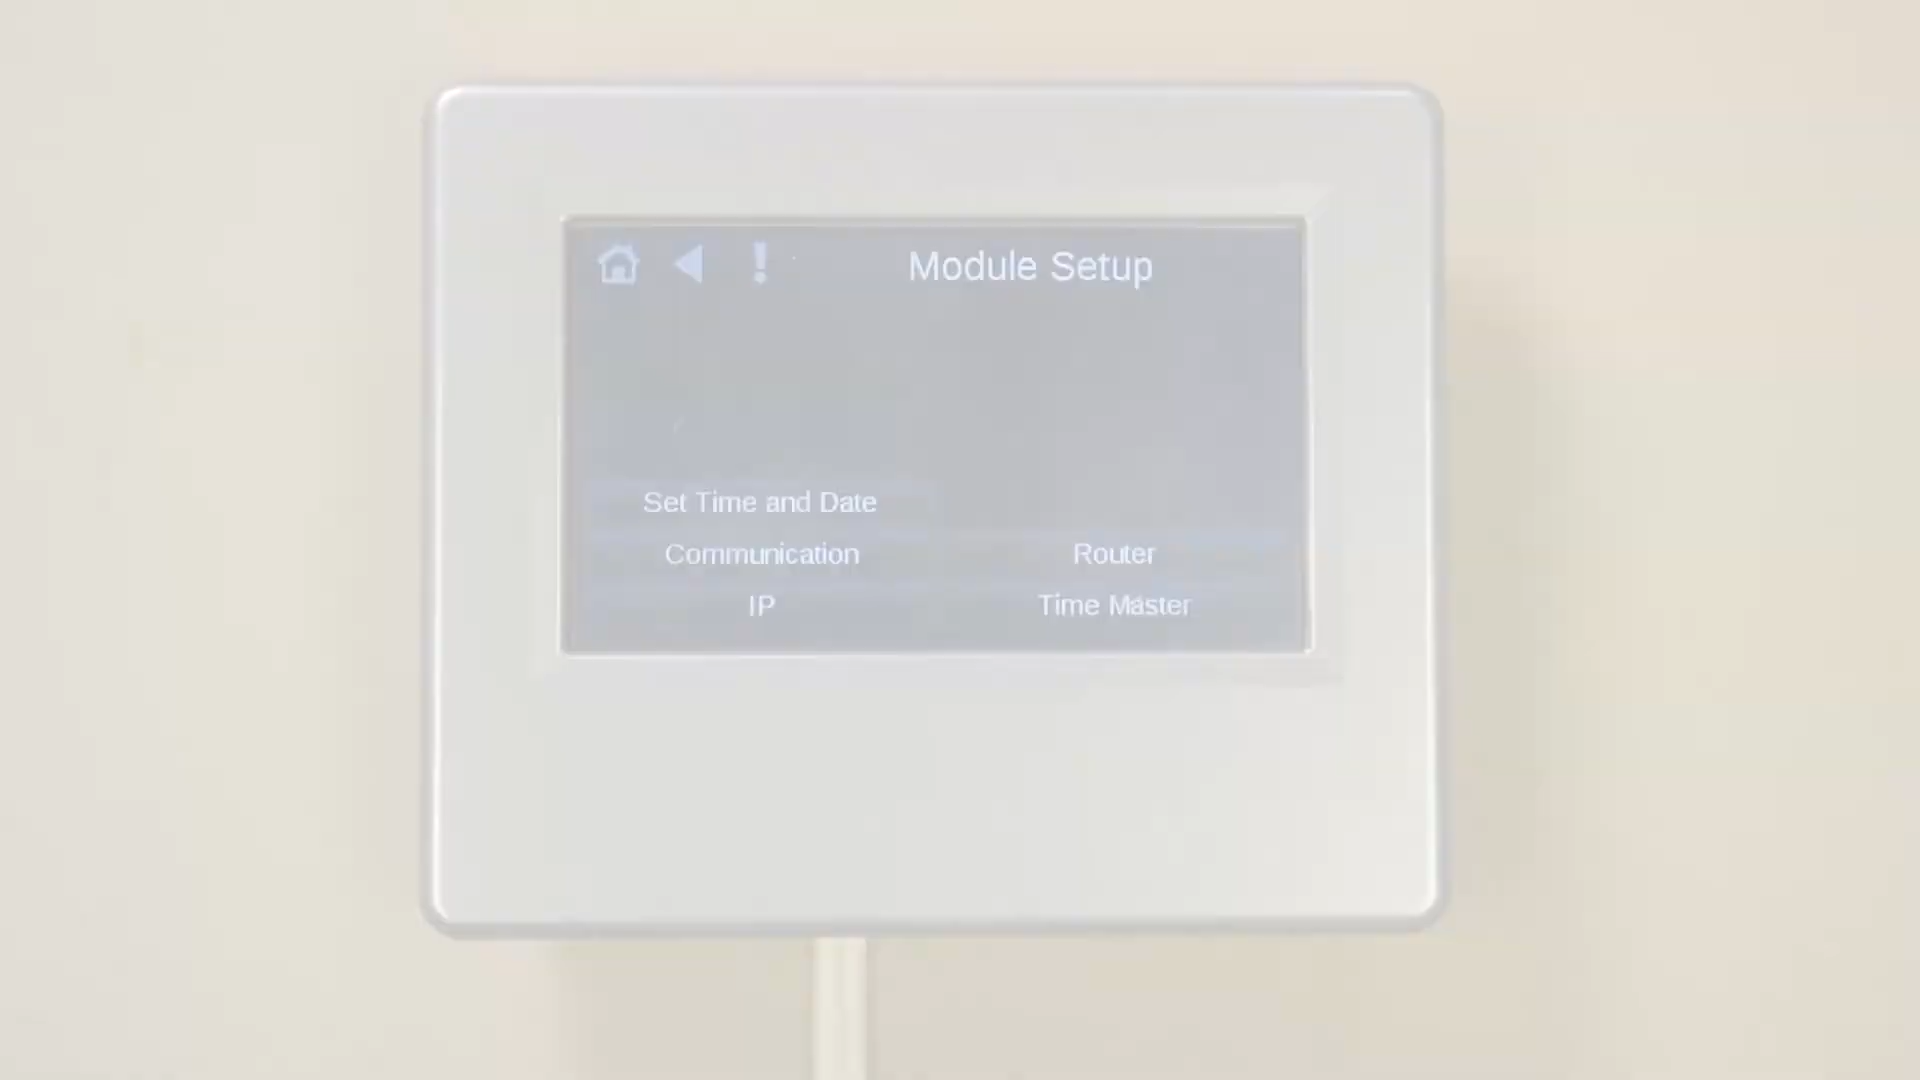 Module Setup
Set Time and Date
Communication
Router
IP
Time Master